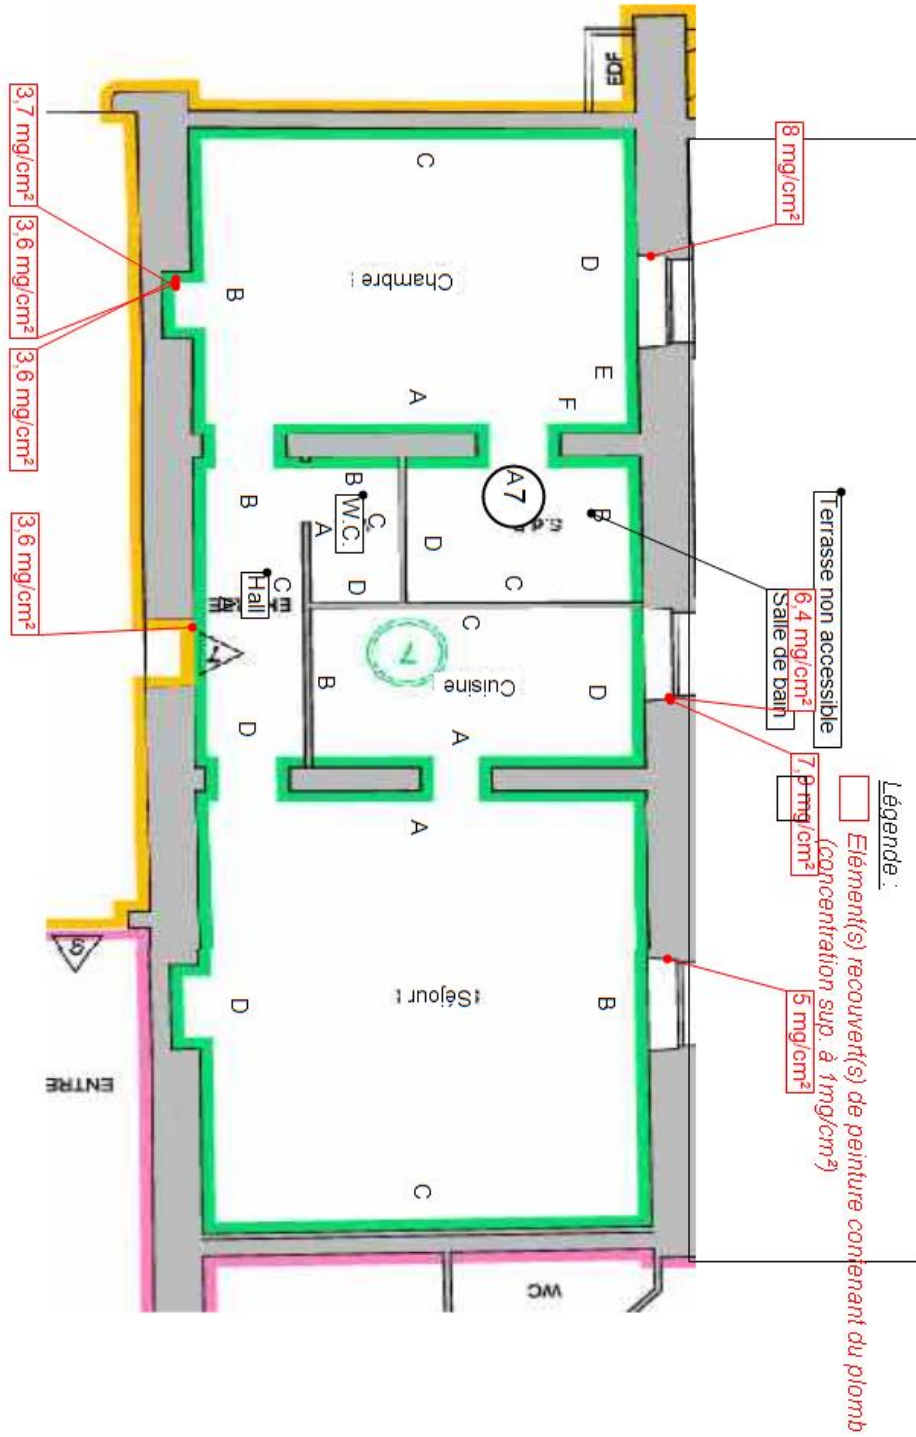 EDF
3,7 mg/cm²
3,6 mg/cm²
3,6 mg/cm²
3,6 mg/cm²
8 mg/cm²
C
D
B
Chambre
A
E
F
A7
B
D
C
Salle de bain
6,4 mg/cm²
Terrasse non accessible
B
C
A
D
W.C.
B
C
D
Hall
C
B
D
A
7
Cuisine
7,9 mg/cm²
5 mg/cm²
A
B
D
C
Séjour
ENTRE
WC
Légende :
Elément(s) recouvert(s) de peinture contenant du plomb
(concentration sup. à 1mg/cm²)